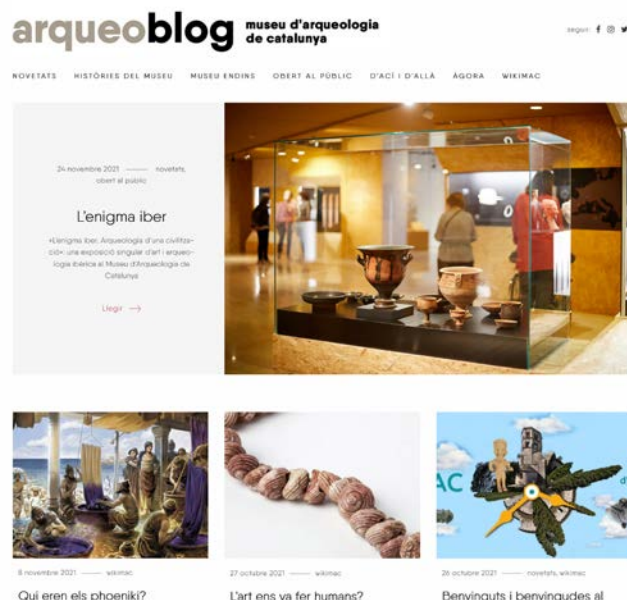 arqueoblog
museu d'arqueologia
de catalunya
segueix
NOVETATS HISTÒRIES DEL MUSEU MUSEU ENDINS OBERT AL PÚBLIC D'ACÍ I D'ALLÀ ÀGORA WIKIMAC
24 novembre 2021 novetats,
obert al públic
L'enigma iber
«L'enigma iber. Arqueologia d'una civilitza-
ció»: una exposició singular d'art i arqueo-
logia ibèrica al Museu d'Arqueologia de
Catalunya
Llegir →
AC
8 novembre 2021 wikimac
Qui eren els phoeniki?
27 octubre 2021 wikimac
L'art ens va fer humans?
26 octubre 2021 novetats, wikimac
Benvinguts i benvingudes al